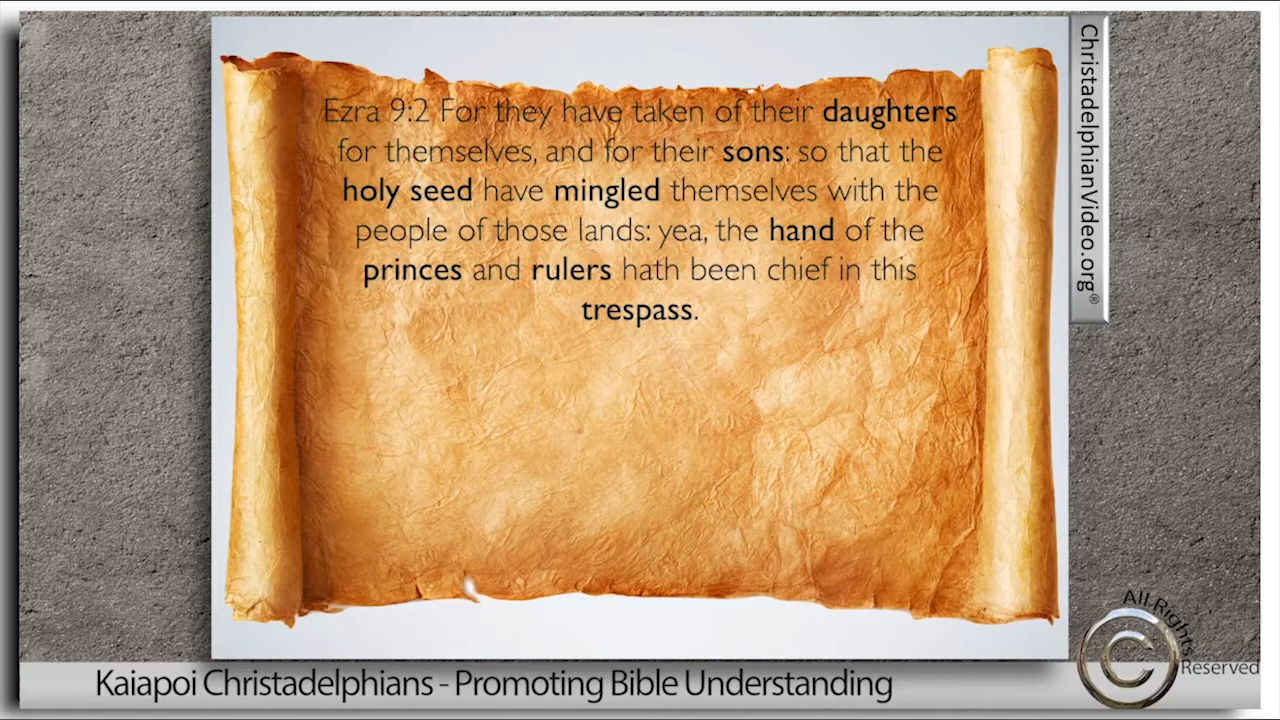 Ezra 9:2 For they have taken of their daughters
for themselves, and for their sons: so that the
holy seed have mingled themselves with the
people of those lands: yea, the hand of the
princes and rulers hath been chief in this
trespass.
ChristadelphianVideo.org®
All Rights
Reserved
Kaiapoi Christadelphians - Promoting Bible Understanding